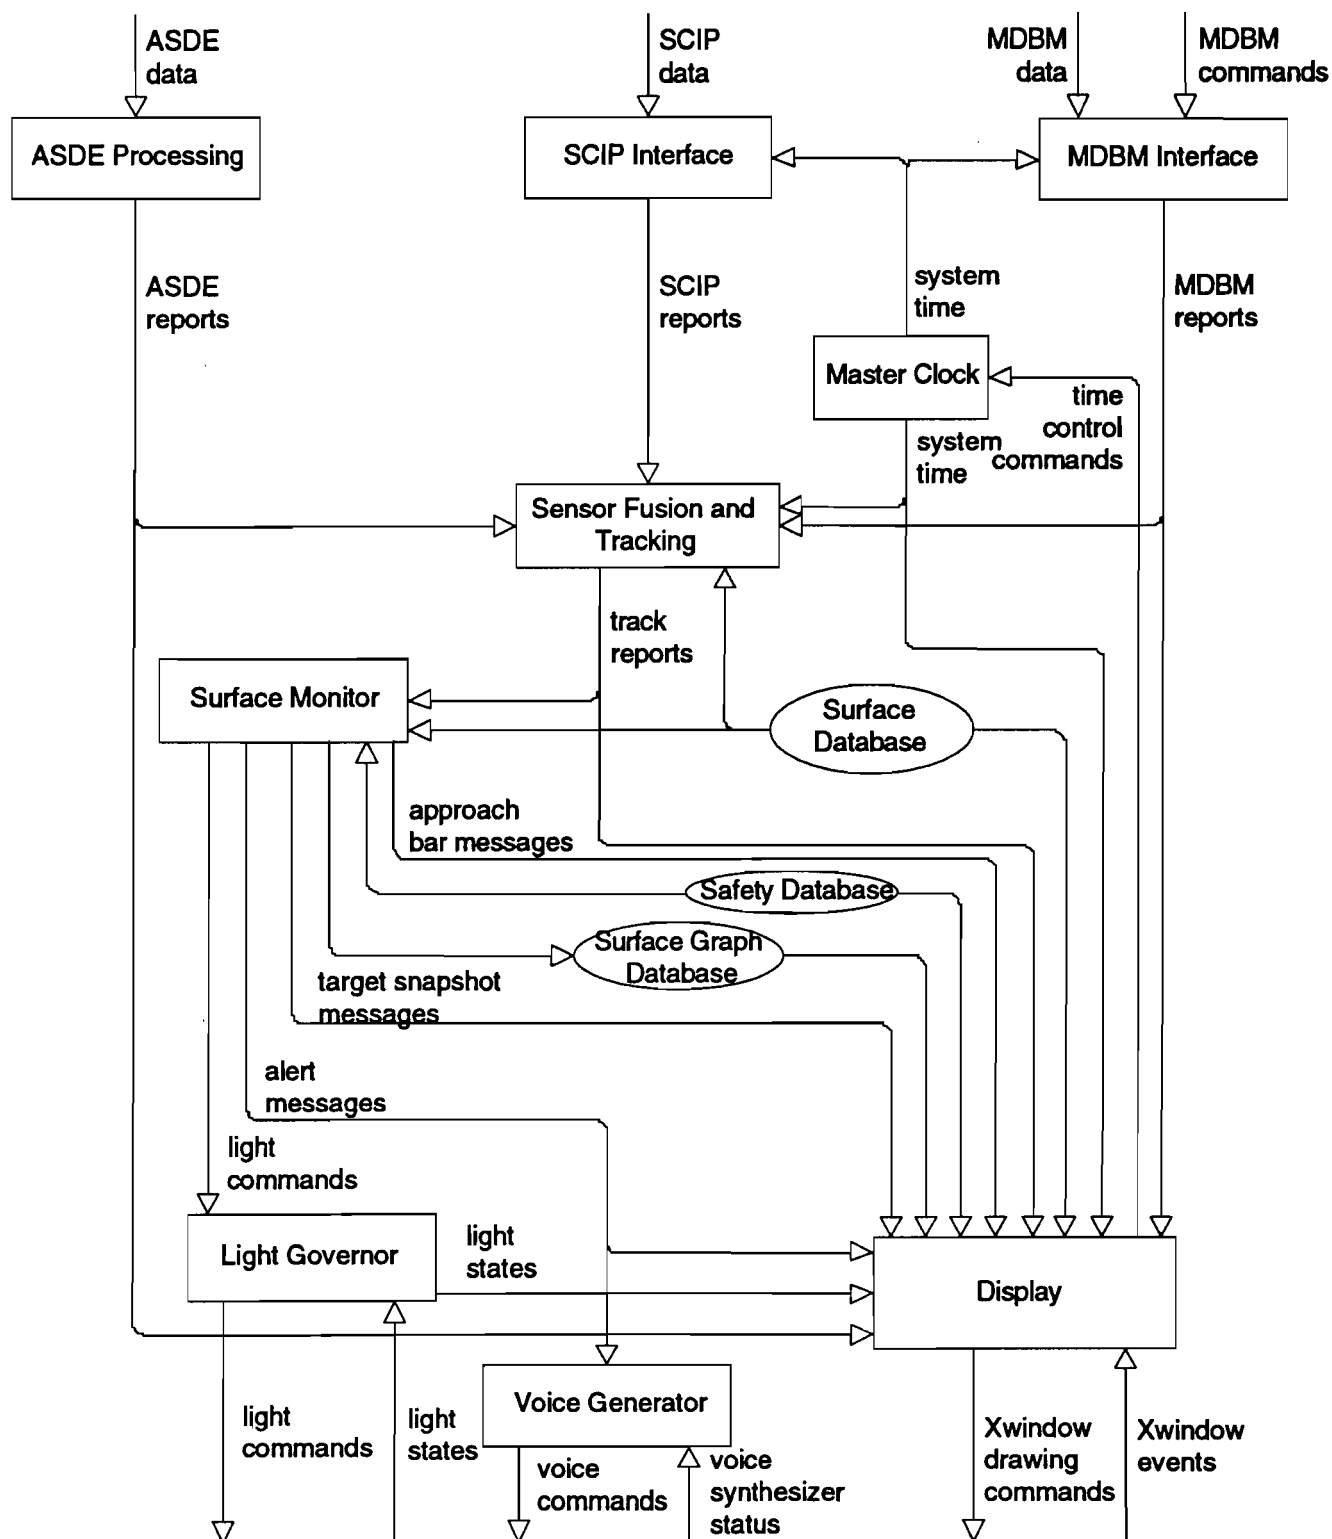 ASDE
data
SCIP
data
MDBM
data
MDBM
commands
ASDE Processing
SCIP Interface
MDBM Interface
ASDE
reports
SCIP
reports
system
time
MDBM
reports
Master Clock
time
control
commands
system
time
Sensor Fusion and
Tracking
track
reports
Surface Monitor
Surface
Database
approach
bar messages
Safety Database
Surface Graph
Database
target snapshot
messages
alert
messages
light
commands
Light Governor
light
states
Display
Voice Generator
light
commands
light
states
voice
commands
voice
synthesizer
status
Xwindow
drawing
commands
Xwindow
events